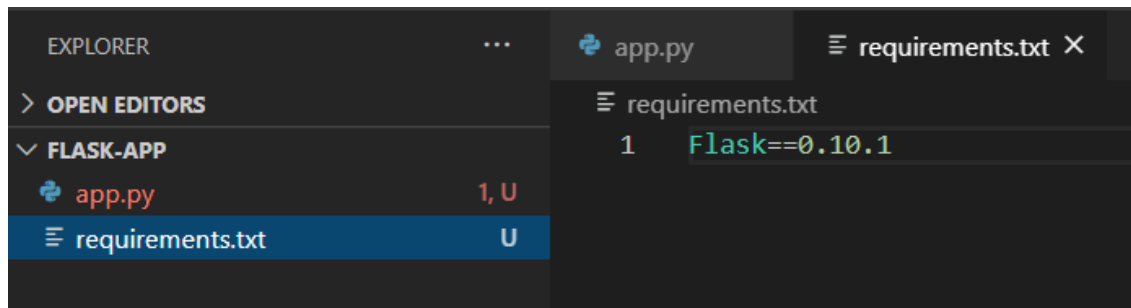 EXPLORER ...
> OPEN EDITORS
FLASK-APP
app.py 1, U
requirements.txt U
app.py
requirements.txt ×
requirements.txt
1 Flask==0.10.1